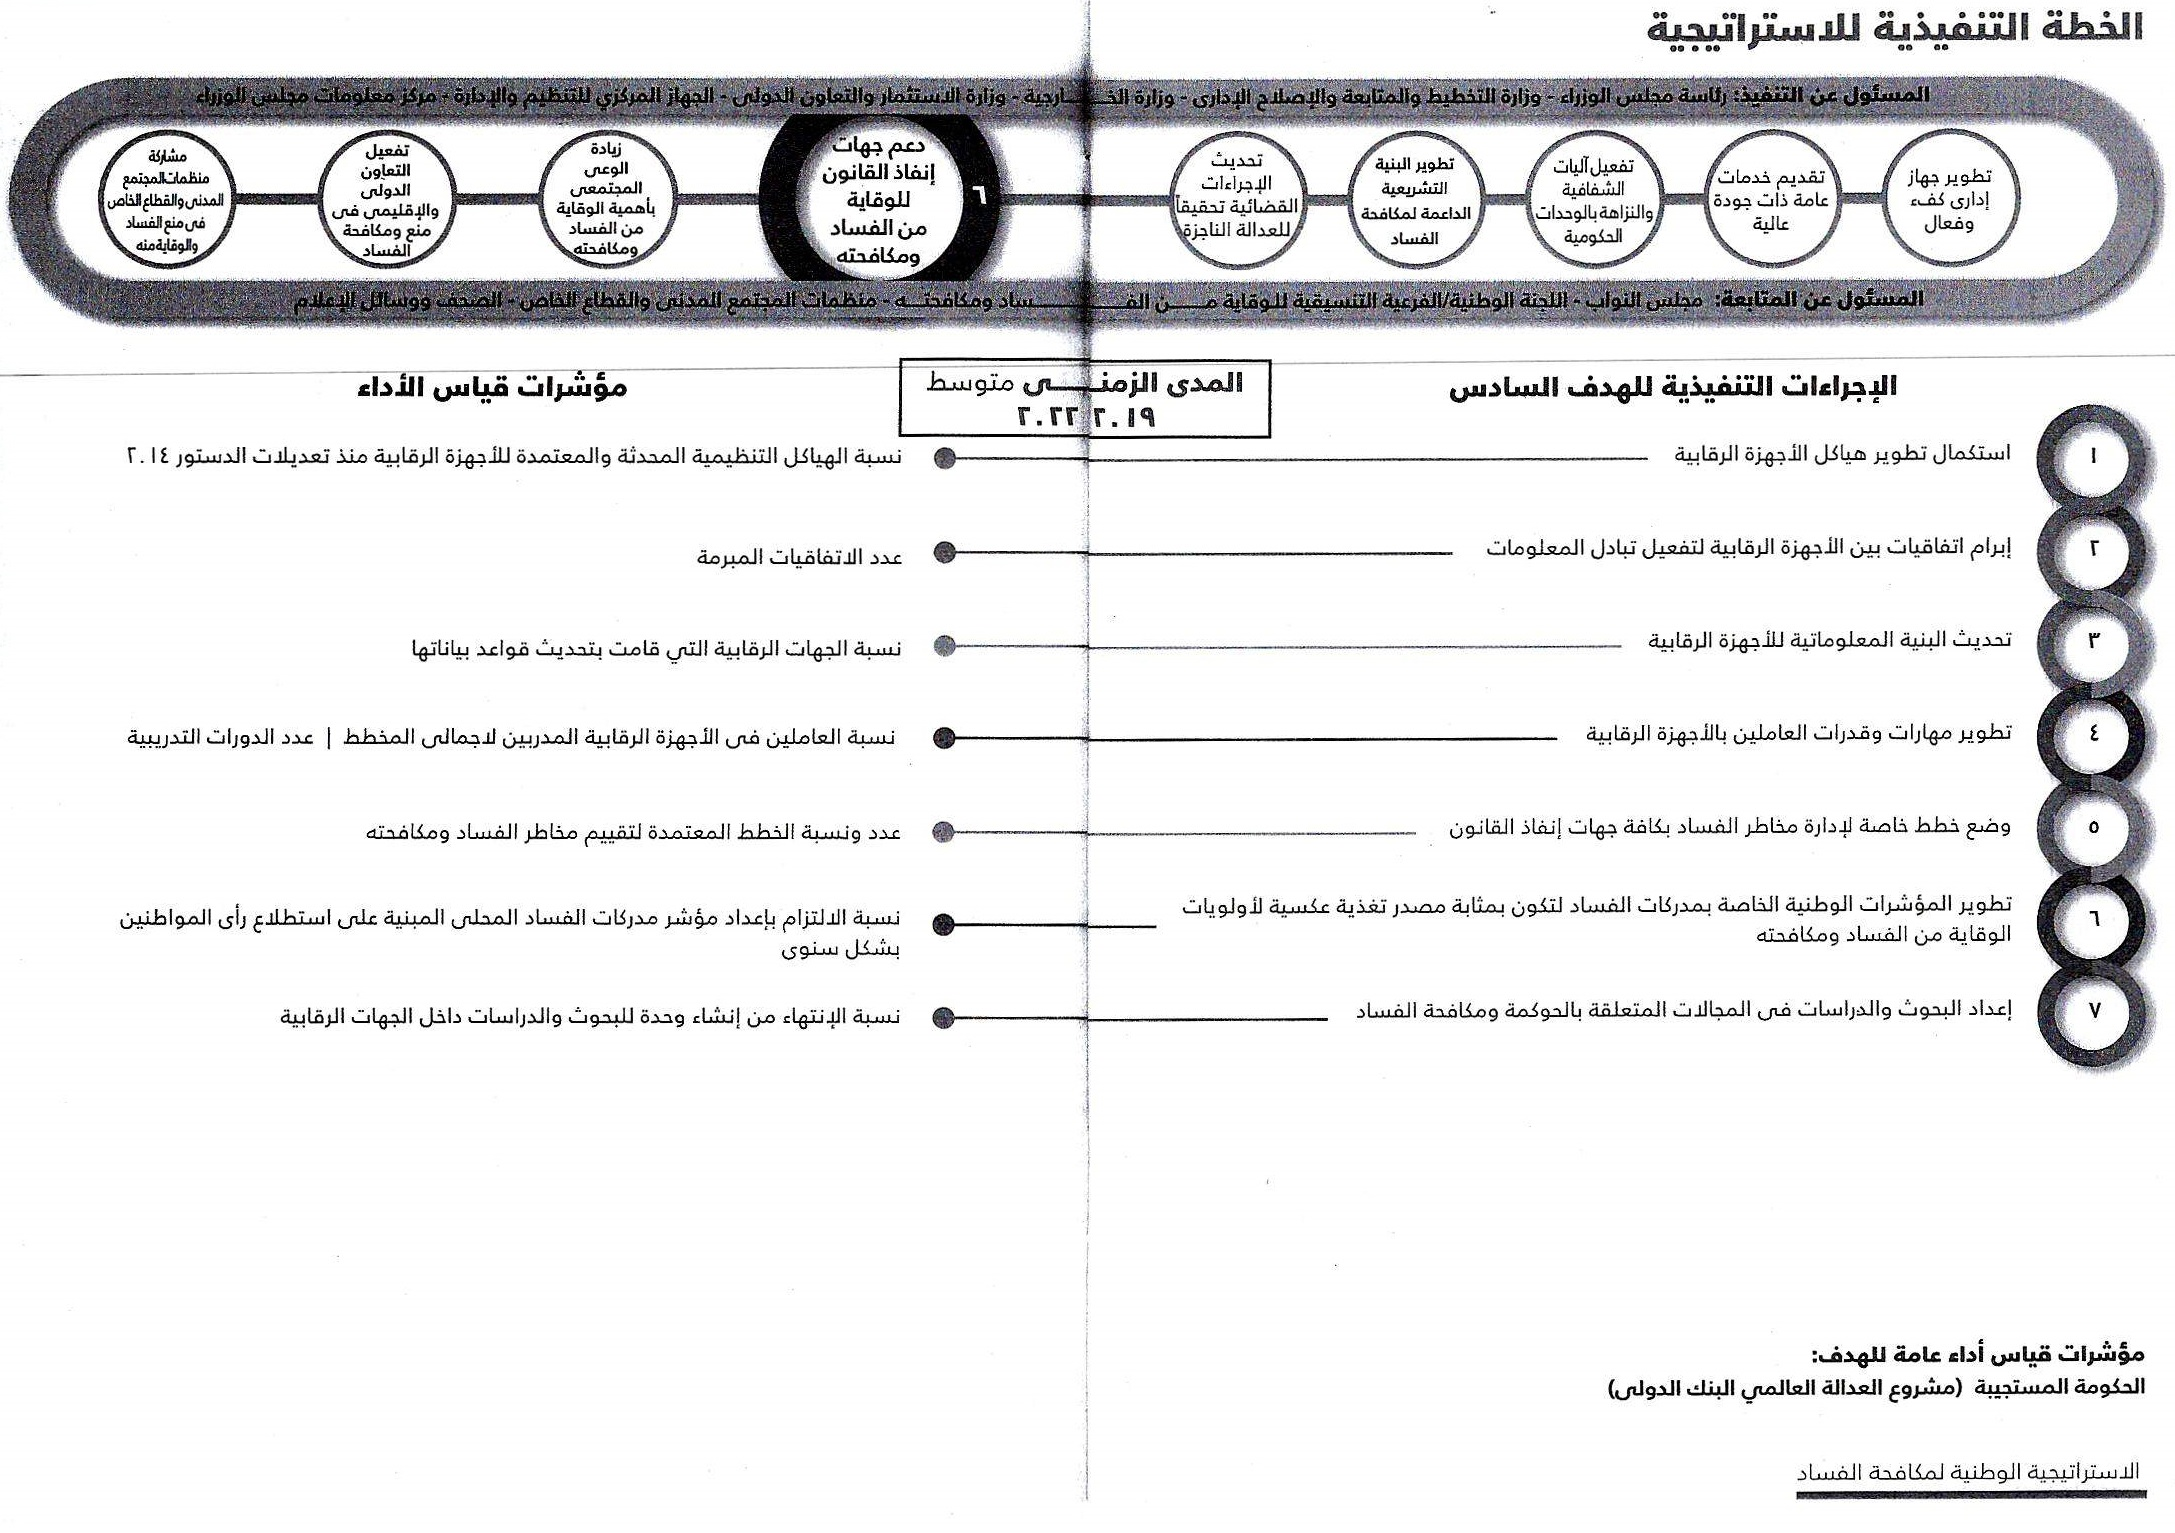 الخطة التنفيذية للاستراتيجية
المسئول عن التنفيذ: رئاسة مجلس الوزراء - وزارة التخطيط والمتابعة والإصلاح الإدارى - وزارة الخـــارجية - وزارة الاستثمار والتعاون الدولى - الجهاز المركزي للتنظيم والإدارة - مركز معلومات مجلس الوزراء
تطوير جهاز
إدارى كفء
وفعال
تقديم خدمات
عامة ذات جودة
عالية
تفعيل آليات
الشفافية
والنزاهة بالوحدات
الحكومية
تطوير البنية
التشريعية
الداعمة لمكافحة
الفساد
تحديث
الإجراءات
القضائية تحقيقاً
للعدالة الناجزة
٦
دعم جهات
إنفاذ القانون
للوقاية
من الفساد
ومكافحته
زيادة
الوعى
المجتمعى
بأهمية الوقاية
من الفساد
ومكافحته
تفعيل
التعاون
الدولى
والإقليمى فى
منع ومكافحة
الفساد
مشاركة
منظمات المجتمع
المدنى والقطاع الخاص
فى منع الفساد
والوقاية منه
المسئول عن المتابعة: مجلس النواب - اللجنة الوطنية/الفرعية التنسيقية للوقاية مـــن الفـــــــساد ومكافحتـــه - منظمات المجتمع المدنى والقطاع الخاص - الصحف ووسائل الإعلام
الإجراءات التنفيذية للهدف السادس
المدى الزمنـــــى متوسط
٢٠١٩ ٢٠٢٢
مؤشرات قياس الأداء
١ استكمال تطوير هياكل الأجهزة الرقابية
نسبة الهياكل التنظيمية المحدثة والمعتمدة للأجهزة الرقابية منذ تعديلات الدستور ٢٠١٤
٢ إبرام اتفاقيات بين الأجهزة الرقابية لتفعيل تبادل المعلومات
عدد الاتفاقيات المبرمة
٣ تحديث البنية المعلوماتية للأجهزة الرقابية
نسبة الجهات الرقابية التي قامت بتحديث قواعد بياناتها
٤ تطوير مهارات وقدرات العاملين بالأجهزة الرقابية
نسبة العاملين فى الأجهزة الرقابية المدربين لاجمالى المخطط | عدد الدورات التدريبية
٥ وضع خطط خاصة لإدارة مخاطر الفساد بكافة جهات إنفاذ القانون
عدد ونسبة الخطط المعتمدة لتقييم مخاطر الفساد ومكافحته
٦ تطوير المؤشرات الوطنية الخاصة بمدركات الفساد لتكون بمثابة مصدر تغذية عكسية لأولويات
الوقاية من الفساد ومكافحته
نسبة الالتزام بإعداد مؤشر مدركات الفساد المحلى المبنية على استطلاع رأى المواطنين
بشكل سنوى
٧ إعداد البحوث والدراسات فى المجالات المتعلقة بالحوكمة ومكافحة الفساد
نسبة الإنتهاء من إنشاء وحدة للبحوث والدراسات داخل الجهات الرقابية
مؤشرات قياس أداء عامة للهدف:
الحكومة المستجيبة (مشروع العدالة العالمي البنك الدولى)
الاستراتيجية الوطنية لمكافحة الفساد